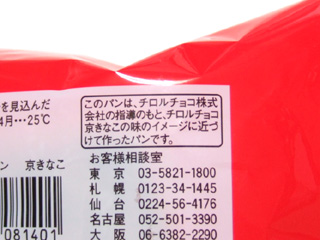 を見込んだ
4月…25℃
このパンは、チロルチョコ株式
会社の指導のもと、チロルチョコ
京きなこの味のイメージに近づ
けて作ったパンです。
ン 京きなこ
お客様相談室
東京 03-5821-1800
札幌 0123-34-1445
仙台 0224-56-4176
名古屋 052-501-3390
大阪 06-6382-2290
081401